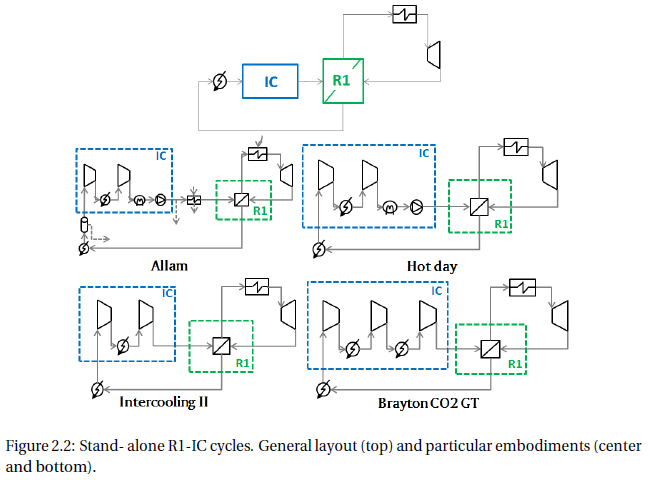 IC
R1
IC
R1
Allam
IC
R1
Hot day
IC
R1
Intercooling II
IC
R1
Brayton CO2 GT
Figure 2.2: Stand- alone R1-IC cycles. General layout (top) and particular embodiments (center
and bottom).